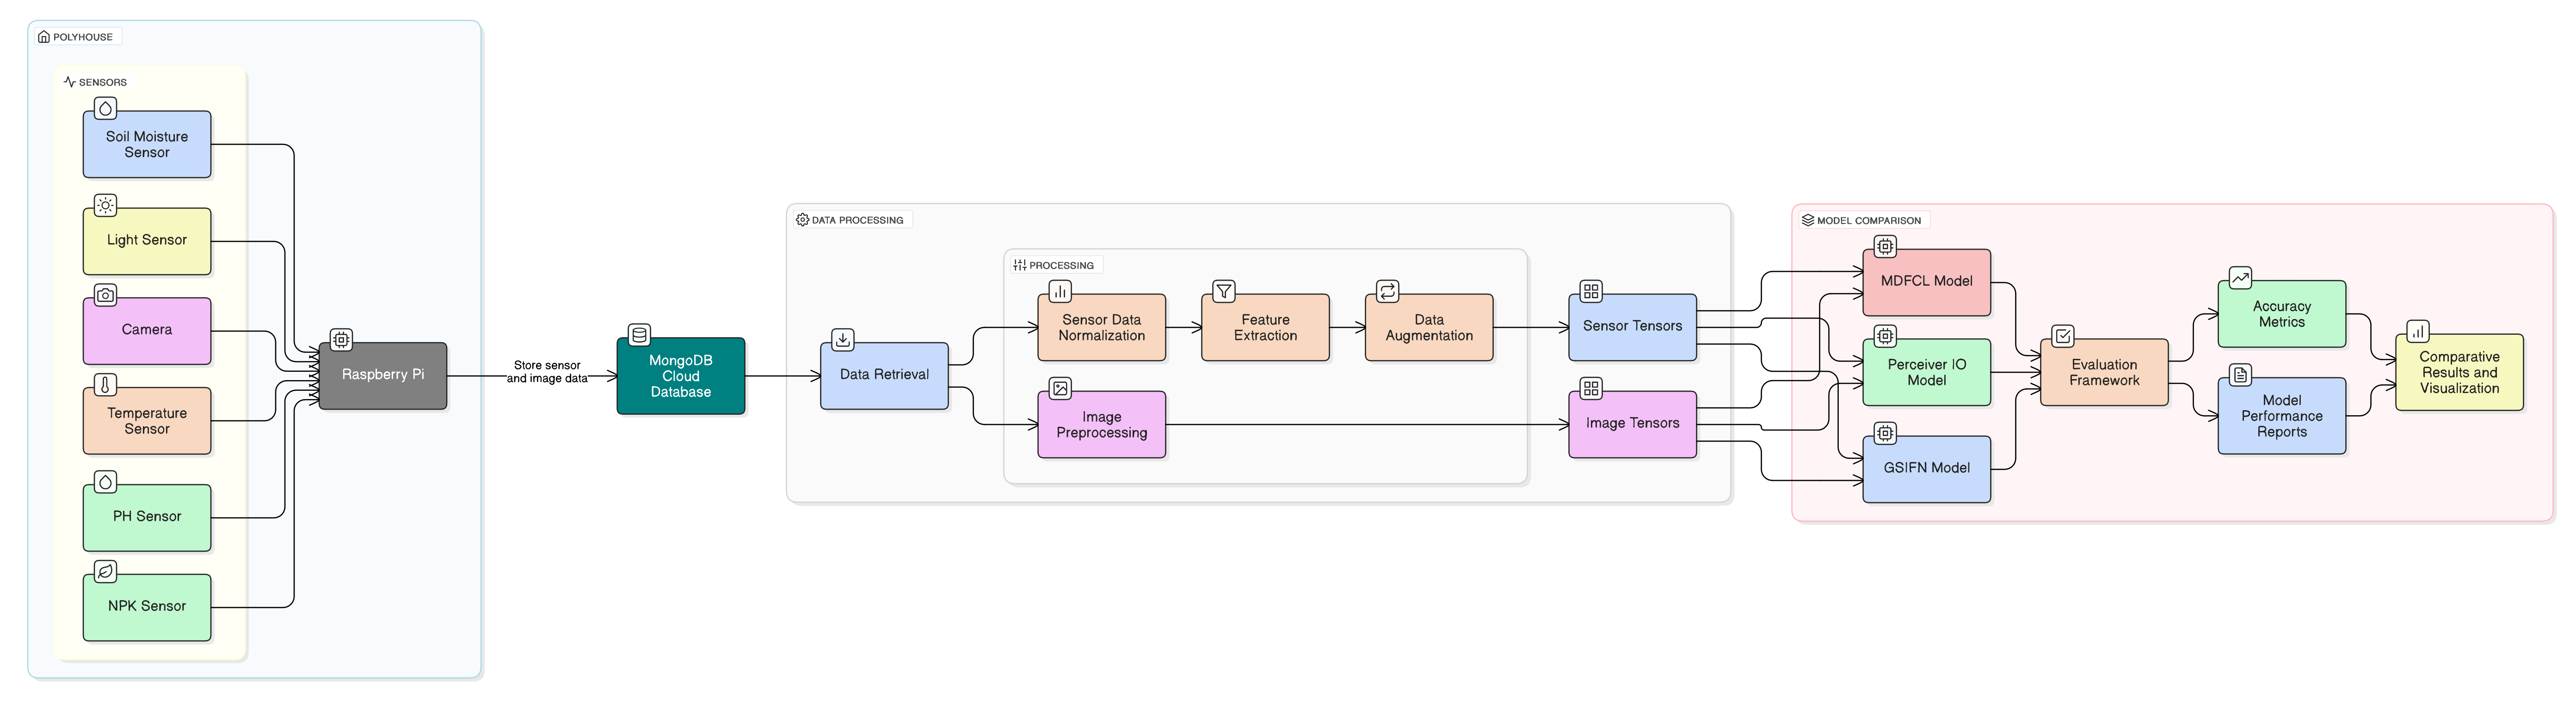 POLYHOUSE
SENSORS
Soil Moisture
Sensor
Light Sensor
Camera
Temperature
Sensor
PH Sensor
NPK Sensor
Raspberry Pi
Store sensor
and image data
MongoDB
Cloud
Database
DATA PROCESSING
Data Retrieval
PROCESSING
Sensor Data
Normalization
Feature
Extraction
Data
Augmentation
Image
Preprocessing
Sensor Tensors
Image Tensors
MODEL COMPARISON
MDFCL Model
Perceiver IO
Model
GSIFN Model
Evaluation
Framework
Accuracy
Metrics
Model
Performance
Reports
Comparative
Results and
Visualization